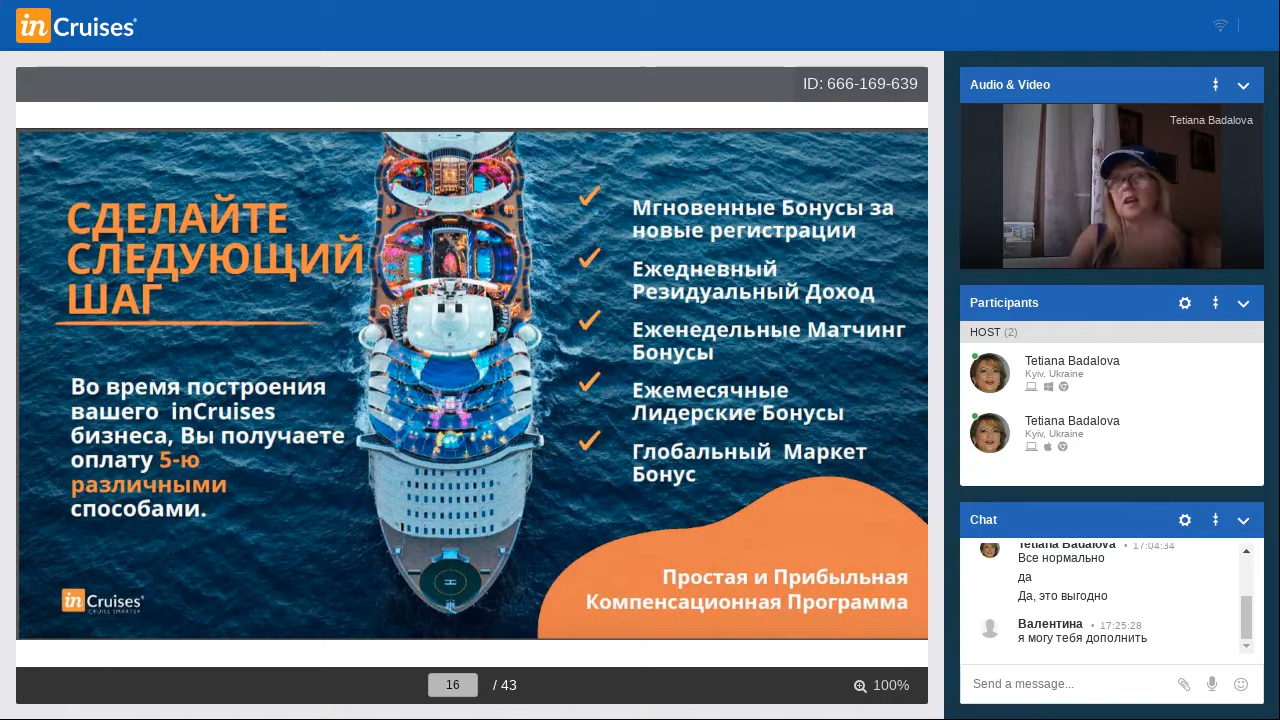 in Cruises®
ID: 666-169-639
СДЕЛАЙТЕ
СЛЕДУЮЩИЙ
ШАГ
Во время построения
вашего inCruises
бизнеса, Вы получаете
оплату 5-ю
различными
способами.
inCruises®
CRUISE SMARTER
Мгновенные Бонусы за
новые регистрации
Ежедневный
Резидуальный Доход
Еженедельные Матчинг
Бонусы
Ежемесячные
Лидерские Бонусы
Глобальный Маркет
Бонус
Простая и Прибыльная
Компенсационная Программа
16 / 43
100%
Audio & Video
Tetiana Badalova
Participants
HOST (2)
Tetiana Badalova
Kyiv, Ukraine
Tetiana Badalova
Kyiv, Ukraine
Chat
Tetiana Badalova • 17:04:34
Все нормально
да
Да, это выгодно
Валентина • 17:25:28
я могу тебя дополнить
Send a message...